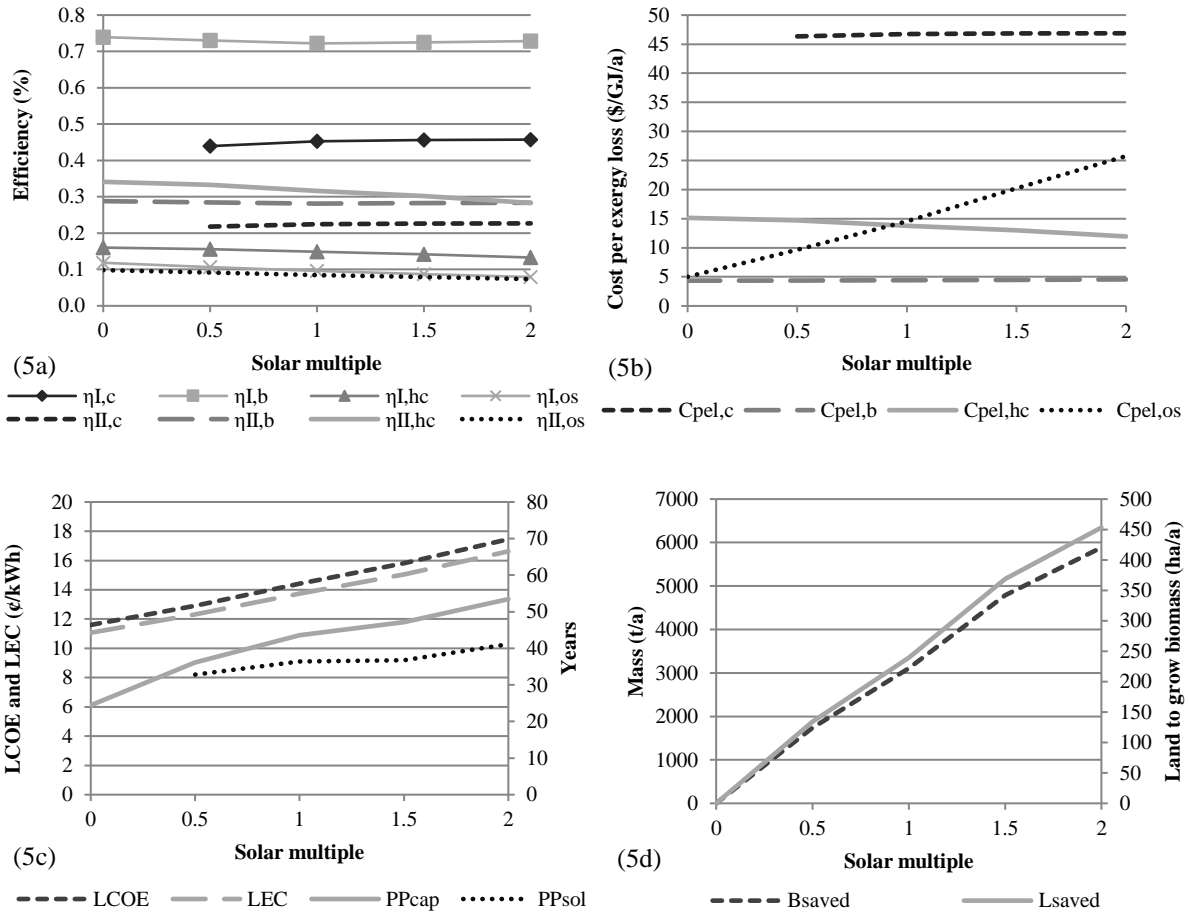 0.8
0.7
0.6
0.5
0.4
0.3
0.2
0.1
0.0
Efficiency (%)
0 0.5 1 1.5 2
Solar multiple
(5a)
ηI,c ηI,b ηI,hc ηI,os
ηII,c ηII,b ηII,hc ηII,os
50
45
40
35
30
25
20
15
10
5
0
Cost per exergy loss ($/GJ/a)
0 0.5 1 1.5 2
Solar multiple
(5b)
Cpel,c Cpel,b Cpel,hc Cpel,os
20
18
16
14
12
10
8
6
4
2
0
LCOE and LEC (¢/kWh)
80
70
60
50
40
30
20
10
0
Years
0 0.5 1 1.5 2
Solar multiple
(5c)
LCOE LEC PPcap PPsol
7000
6000
5000
4000
3000
2000
1000
0
Mass (t/a)
500
450
400
350
300
250
200
150
100
50
0
Land to grow biomass (ha/a)
0 0.5 1 1.5 2
Solar multiple
(5d)
Bsaved Lsaved